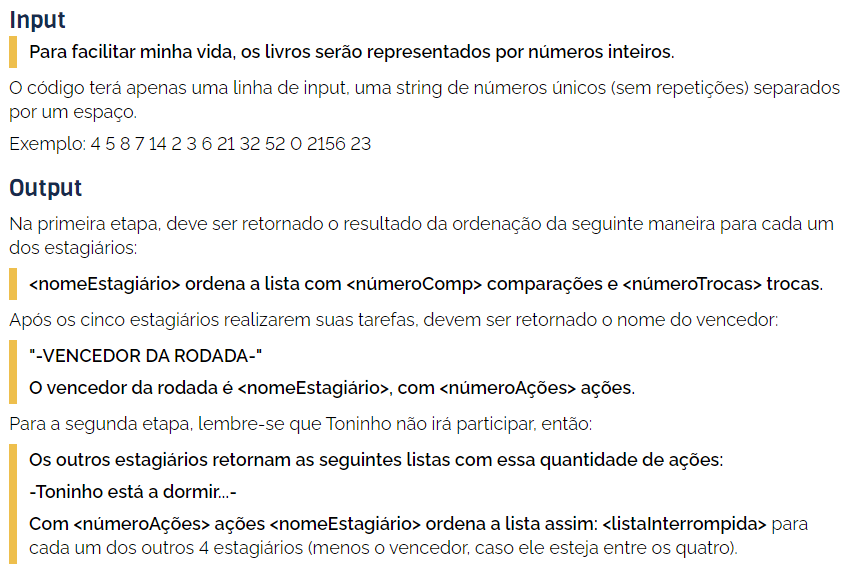 Input
Para facilitar minha vida, os livros serão representados por números inteiros.
O código terá apenas uma linha de input, uma string de números únicos (sem repetições) separados
por um espaço.
Exemplo: 4 5 8 7 14 2 3 6 21 32 52 0 2156 23
Output
Na primeira etapa, deve ser retornado o resultado da ordenação da seguinte maneira para cada um
dos estagiários:
<nomeEstagiário> ordena a lista com <númeroComp> comparações e <númeroTrocas> trocas.
Após os cinco estagiários realizarem suas tarefas, devem ser retornado o nome do vencedor:
"-VENCEDOR DA RODADA-"
O vencedor da rodada é <nomeEstagiário>, com <númeroAções> ações.
Para a segunda etapa, lembre-se que Toninho não irá participar, então:
Os outros estagiários retornam as seguintes listas com essa quantidade de ações:
-Toninho está a dormir...-
Com <númeroAções> ações <nomeEstagiário> ordena a lista assim: <listaInterrompida> para
cada um dos outros 4 estagiários (menos o vencedor, caso ele esteja entre os quatro).